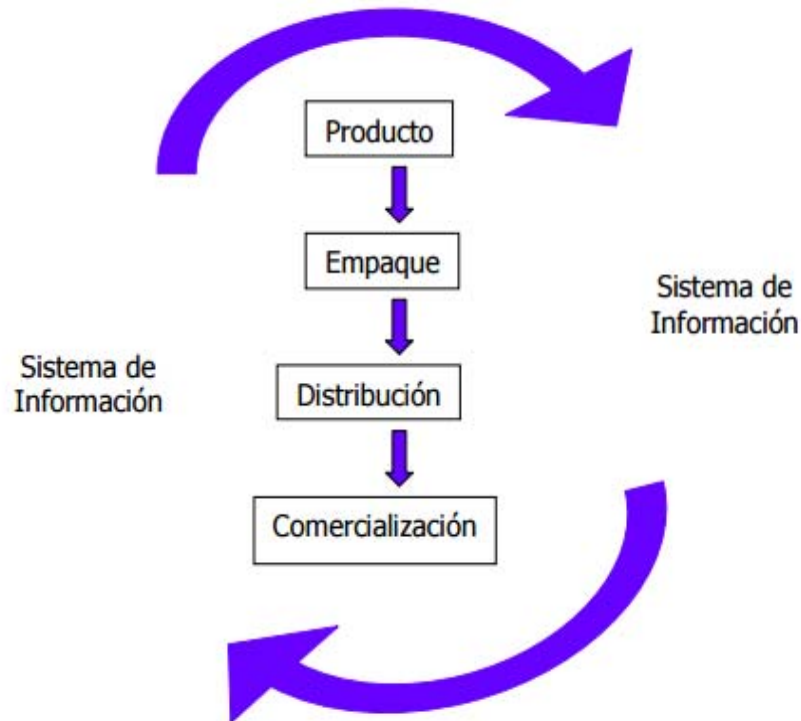 Producto
Empaque
Sistema de
Información
Sistema de
Información
Distribución
Comercialización